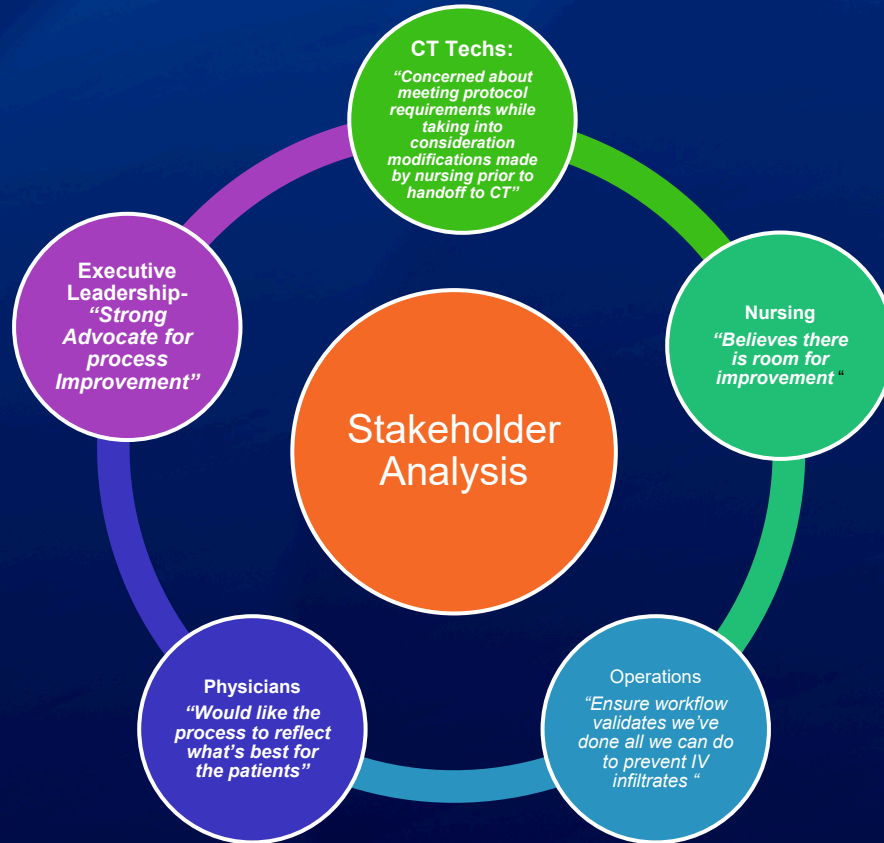 CT Techs:
“Concerned about
meeting protocol
requirements while
taking into
consideration
modifications made
by nursing prior to
handoff to CT”
Executive
Leadership-
“Strong
Advocate for
process
Improvement”
Nursing
“Believes there
is room for
improvement “
Stakeholder
Analysis
Physicians
“Would like the
process to reflect
what’s best for
the patients”
Operations
“Ensure workflow
validates we’ve
done all we can do
to prevent IV
infiltrates “